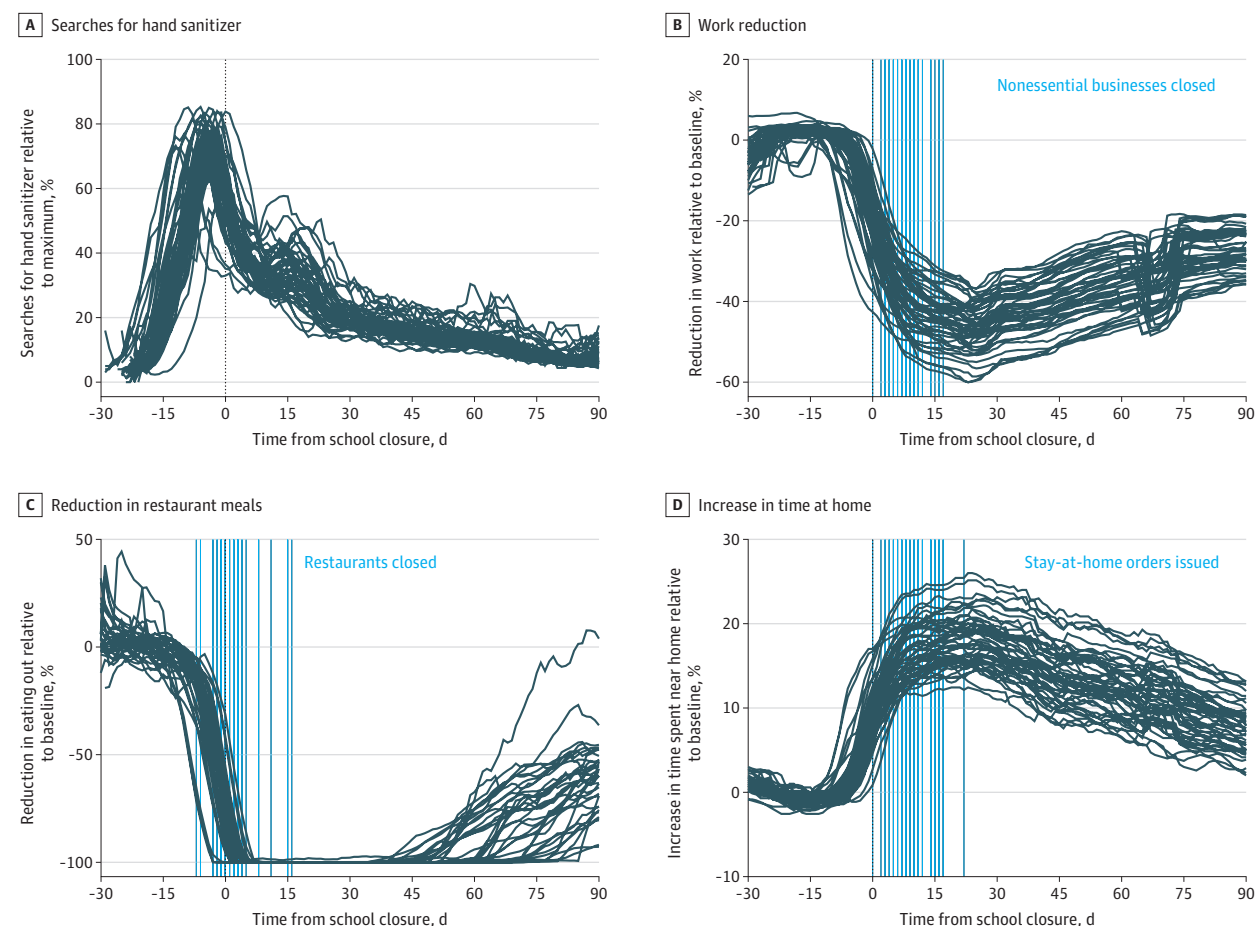 A Searches for hand sanitizer
Searches for hand sanitizer relative
to maximum, %
100
80
60
40
20
0
-30 -15 0 15 30 45 60 75 90
Time from school closure, d
B Work reduction
Reduction in work relative to baseline, %
20
0
-20
-40
-60
Nonessential businesses closed
-30 -15 0 15 30 45 60 75 90
Time from school closure, d
C Reduction in restaurant meals
Reduction in eating out relative
to baseline, %
50
0
-50
-100
Restaurants closed
-30 -15 0 15 30 45 60 75 90
Time from school closure, d
D Increase in time at home
Increase in time spent near home relative
to baseline, %
30
20
10
0
-10
Stay-at-home orders issued
-30 -15 0 15 30 45 60 75 90
Time from school closure, d